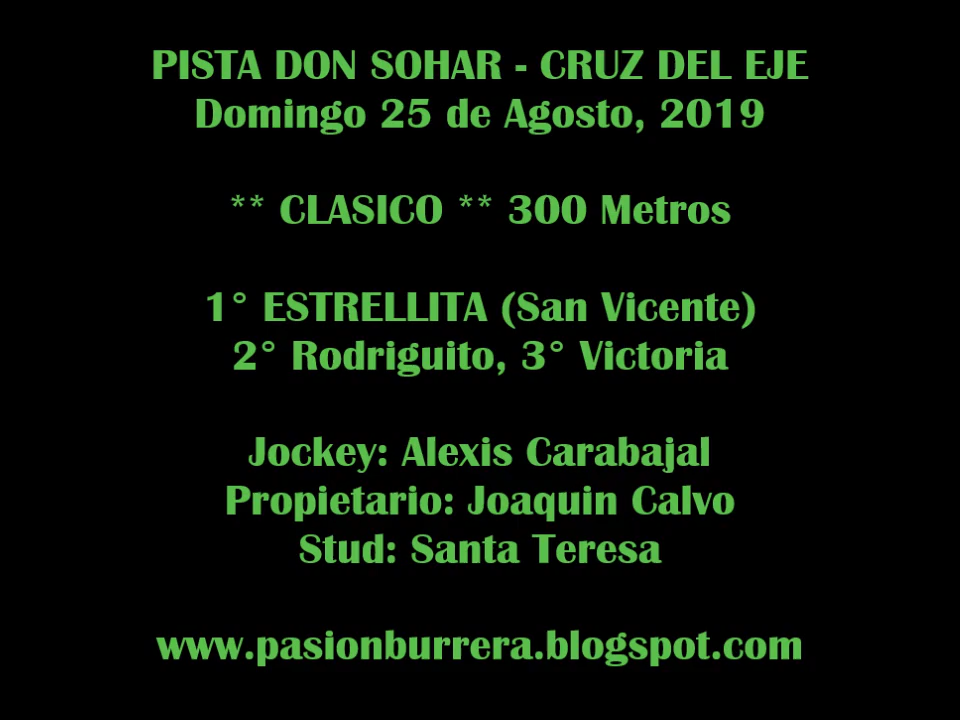 PISTA DON SOHAR - CRUZ DEL EJE
Domingo 25 de Agosto, 2019
** CLASICO ** 300 Metros
1° ESTRELLITA (San Vicente)
2° Rodriguito, 3° Victoria
Jockey: Alexis Carabajal
Propietario: Joaquin Calvo
Stud: Santa Teresa
www.pasionburrera.blogspot.com